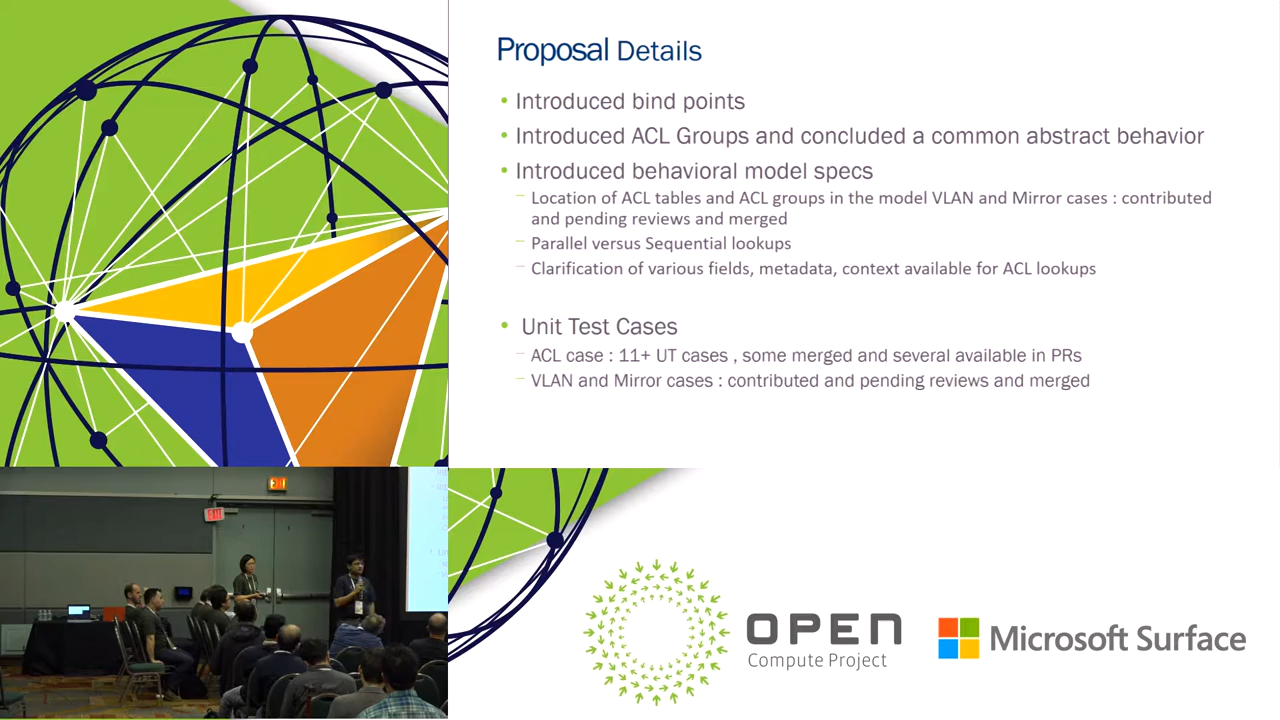 Proposal Details
• Introduced bind points
• Introduced ACL Groups and concluded a common abstract behavior
• Introduced behavioral model specs
– Location of ACL tables and ACL groups in the model VLAN and Mirror cases : contributed
and pending reviews and merged
– Parallel versus Sequential lookups
– Clarification of various fields, metadata, context available for ACL lookups
• Unit Test Cases
– ACL case : 11+ UT cases , some merged and several available in PRs
– VLAN and Mirror cases : contributed and pending reviews and merged
OPEN
Compute Project
Microsoft Surface